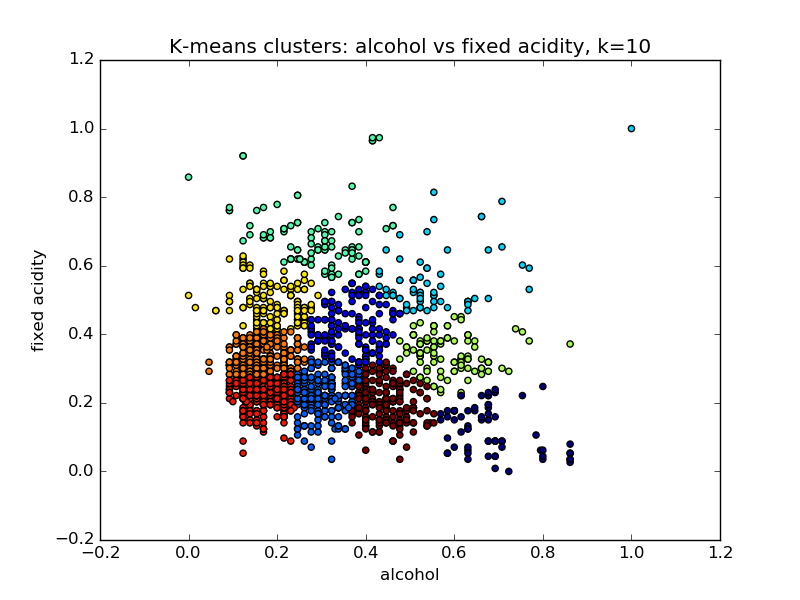 K-means clusters: alcohol vs fixed acidity, k=10
1.2
1.0
0.8
0.6
0.4
0.2
0.0
−0.2
fixed acidity
−0.2 0.0 0.2 0.4 0.6 0.8 1.0 1.2
alcohol